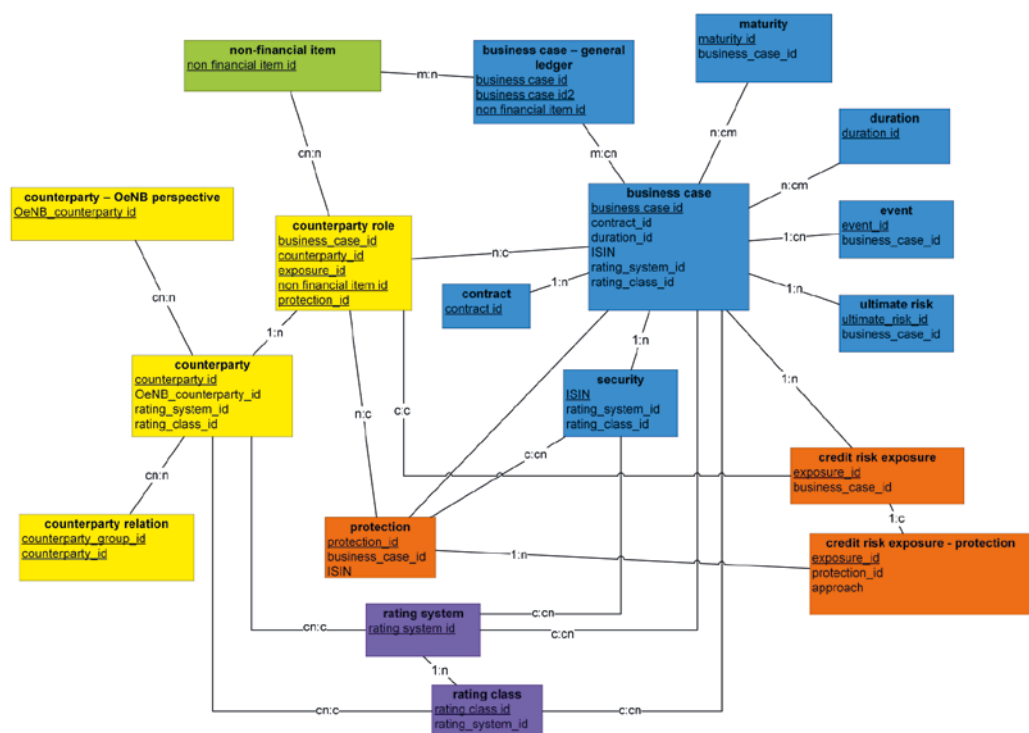 non-financial item
non financial item id
business case – general
ledger
business case id
business case id2
non financial item id
maturity
maturity id
business_case_id
m:n
duration
duration id
n:cm
cn:n
m:cn
n:cm
counterparty – OeNB perspective
OeNB_counterparty id
business case
business case id
contract_id
duration_id
ISIN
rating_system_id
rating_class_id
event
event_id
business_case_id
1:cn
counterparty role
business_case_id
counterparty_id
exposure_id
non financial item id
protection_id
n:c
contract
contract id
1:n
1:n
ultimate risk
ultimate_risk_id
business_case_id
cn:n
1:n
1:n
counterparty
counterparty id
OeNB_counterparty_id
rating_system_id
rating_class_id
security
ISIN
rating_system_id
rating_class_id
1:n
n:c
c:c
c:cn
cn:n
credit risk exposure
exposure_id
business_case_id
1:c
counterparty relation
counterparty_group_id
counterparty_id
protection
protection_id
business_case_id
ISIN
1:n
credit risk exposure - protection
exposure_id
protection_id
approach
rating system
rating system id
c:cn
cn:c
c:cn
1:n
rating class
rating class id
rating_system_id
cn:c
c:cn